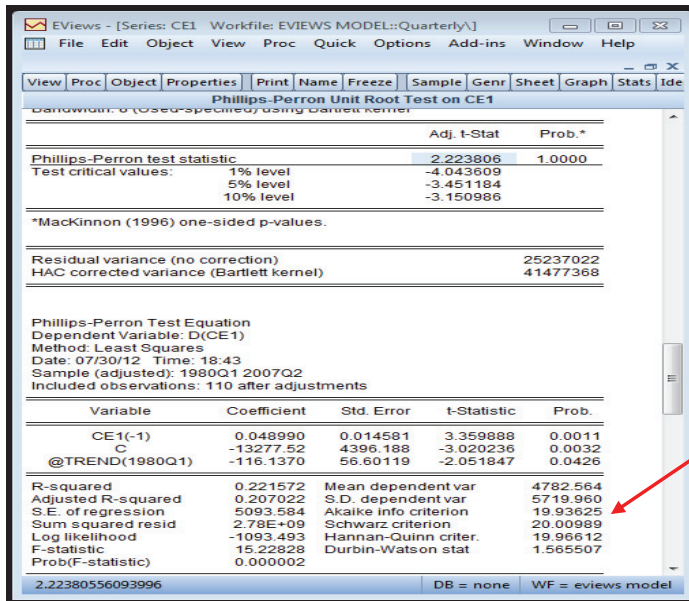 EViews - [Series: CE1 Workfile: EVIEWS MODEL::Quarterly\]
File Edit Object View Proc Quick Options Add-ins Window Help
View Proc Object Properties Print Name Freeze Sample Genr Sheet Graph Stats Ide
Phillips-Perron Unit Root Test on CE1
Bandwidth: 8 (Used-specified) using Bartlett kernel
Adj. t-Stat Prob.*
Phillips-Perron test statistic 2.223806 1.0000
Test critical values: 1% level -4.043609
5% level -3.451184
10% level -3.150986
*MacKinnon (1996) one-sided p-values.
Residual variance (no correction) 25237022
HAC corrected variance (Bartlett kernel) 41477368
Phillips-Perron Test Equation
Dependent Variable: D(CE1)
Method: Least Squares
Date: 07/30/12 Time: 18:43
Sample (adjusted): 1980Q1 2007Q2
Included observations: 110 after adjustments
Variable Coefficient Std. Error t-Statistic Prob.
CE1(-1) 0.048990 0.014581 3.359888 0.0011
C -13277.52 4396.188 -3.020236 0.0032
@TREND(1980Q1) -116.1370 56.60119 -2.051847 0.0426
R-squared 0.221572 Mean dependent var 4782.564
Adjusted R-squared 0.207022 S.D. dependent var 5719.960
S.E. of regression 5093.584 Akaike info criterion 19.93625
Sum squared resid 2.78E+09 Schwarz criterion 20.00989
Log likelihood -1093.493 Hannan-Quinn criter. 19.96612
F-statistic 15.22828 Durbin-Watson stat 1.565507
Prob(F-statistic) 0.000002
2.22380556093996 DB = none WF = eviews model